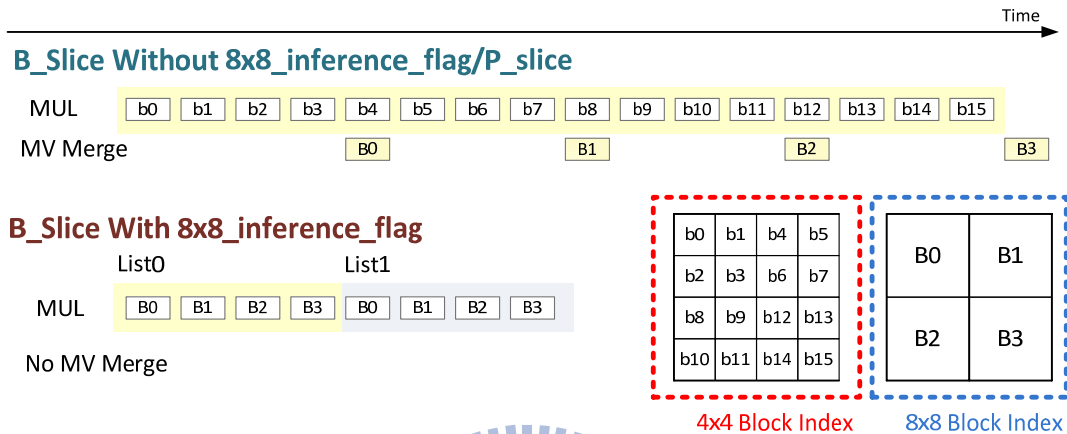 Time
B_Slice Without 8x8_inference_flag/P_slice
MUL b0 b1 b2 b3 b4 b5 b6 b7 b8 b9 b10 b11 b12 b13 b14 b15
MV Merge B0 B1 B2 B3
B_Slice With 8x8_inference_flag
List0 List1
MUL B0 B1 B2 B3 B0 B1 B2 B3
No MV Merge
b0 b1 b4 b5
b2 b3 b6 b7
b8 b9 b12 b13
b10 b11 b14 b15
4x4 Block Index
B0 B1
B2 B3
8x8 Block Index